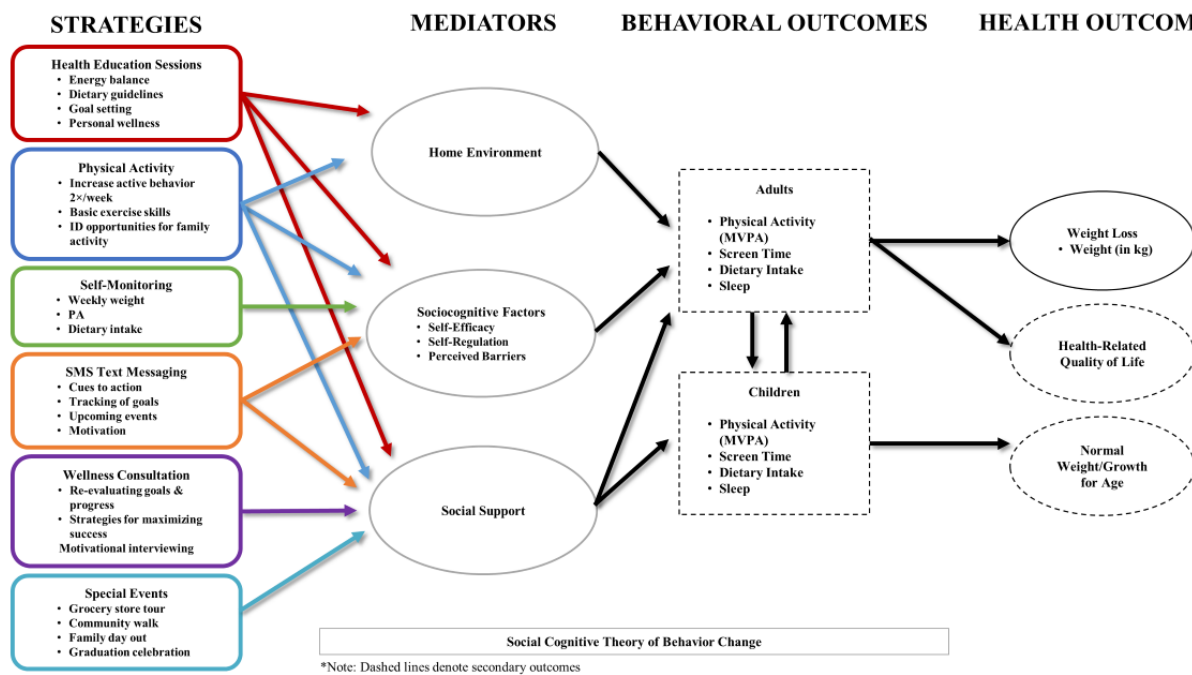 STRATEGIES
MEDIATORS
BEHAVIORAL OUTCOMES
HEALTH OUTCOM
Health Education Sessions
• Energy balance
• Dietary guidelines
• Goal setting
• Personal wellness
Physical Activity
• Increase active behavior
2×/week
• Basic exercise skills
• ID opportunities for family
activity
Self-Monitoring
• Weekly weight
• PA
• Dietary intake
SMS Text Messaging
• Cues to action
• Tracking of goals
• Upcoming events
• Motivation
Wellness Consultation
• Re-evaluating goals &
progress
• Strategies for maximizing
success
Motivational interviewing
Special Events
• Grocery store tour
• Community walk
• Family day out
• Graduation celebration
Home Environment
Sociocognitive Factors
• Self-Efficacy
• Self-Regulation
• Perceived Barriers
Social Support
Adults
• Physical Activity
(MVPA)
• Screen Time
• Dietary Intake
• Sleep
Children
• Physical Activity
(MVPA)
• Screen Time
• Dietary Intake
• Sleep
Weight Loss
• Weight (in kg)
Health-Related
Quality of Life
Normal
Weight/Growth
for Age
Social Cognitive Theory of Behavior Change
*Note: Dashed lines denote secondary outcomes